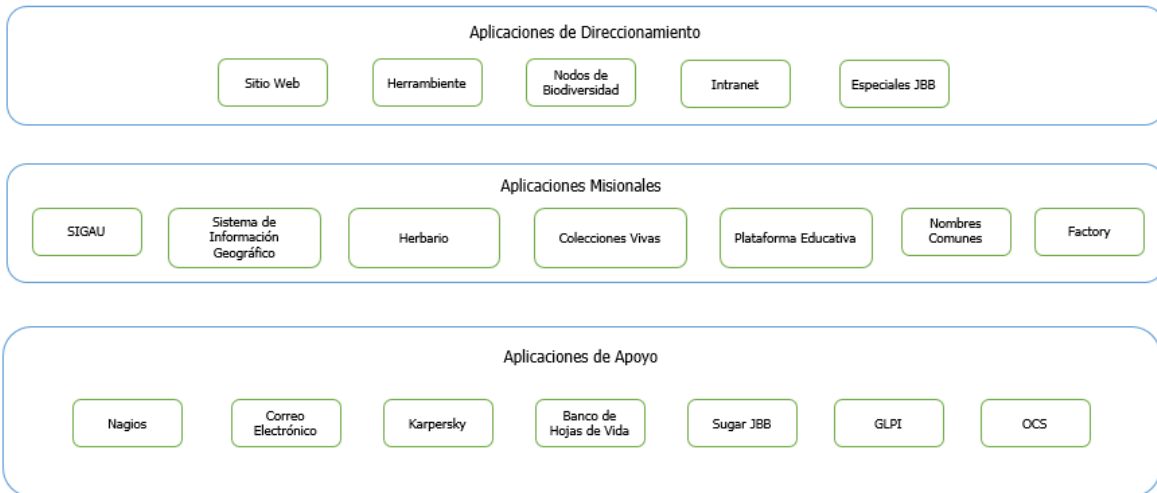 Aplicaciones de Direccionamiento
Sitio Web
Herrambiente
Nodos de
Biodiversidad
Intranet
Especiales JBB
Aplicaciones Misionales
SIGAU
Sistema de
Información
Geográfico
Herbario
Colecciones Vivas
Plataforma Educativa
Nombres
Comunes
Factory
Aplicaciones de Apoyo
Nagios
Correo
Electrónico
Karpersky
Banco de
Hojas de Vida
Sugar JBB
GLPI
OCS